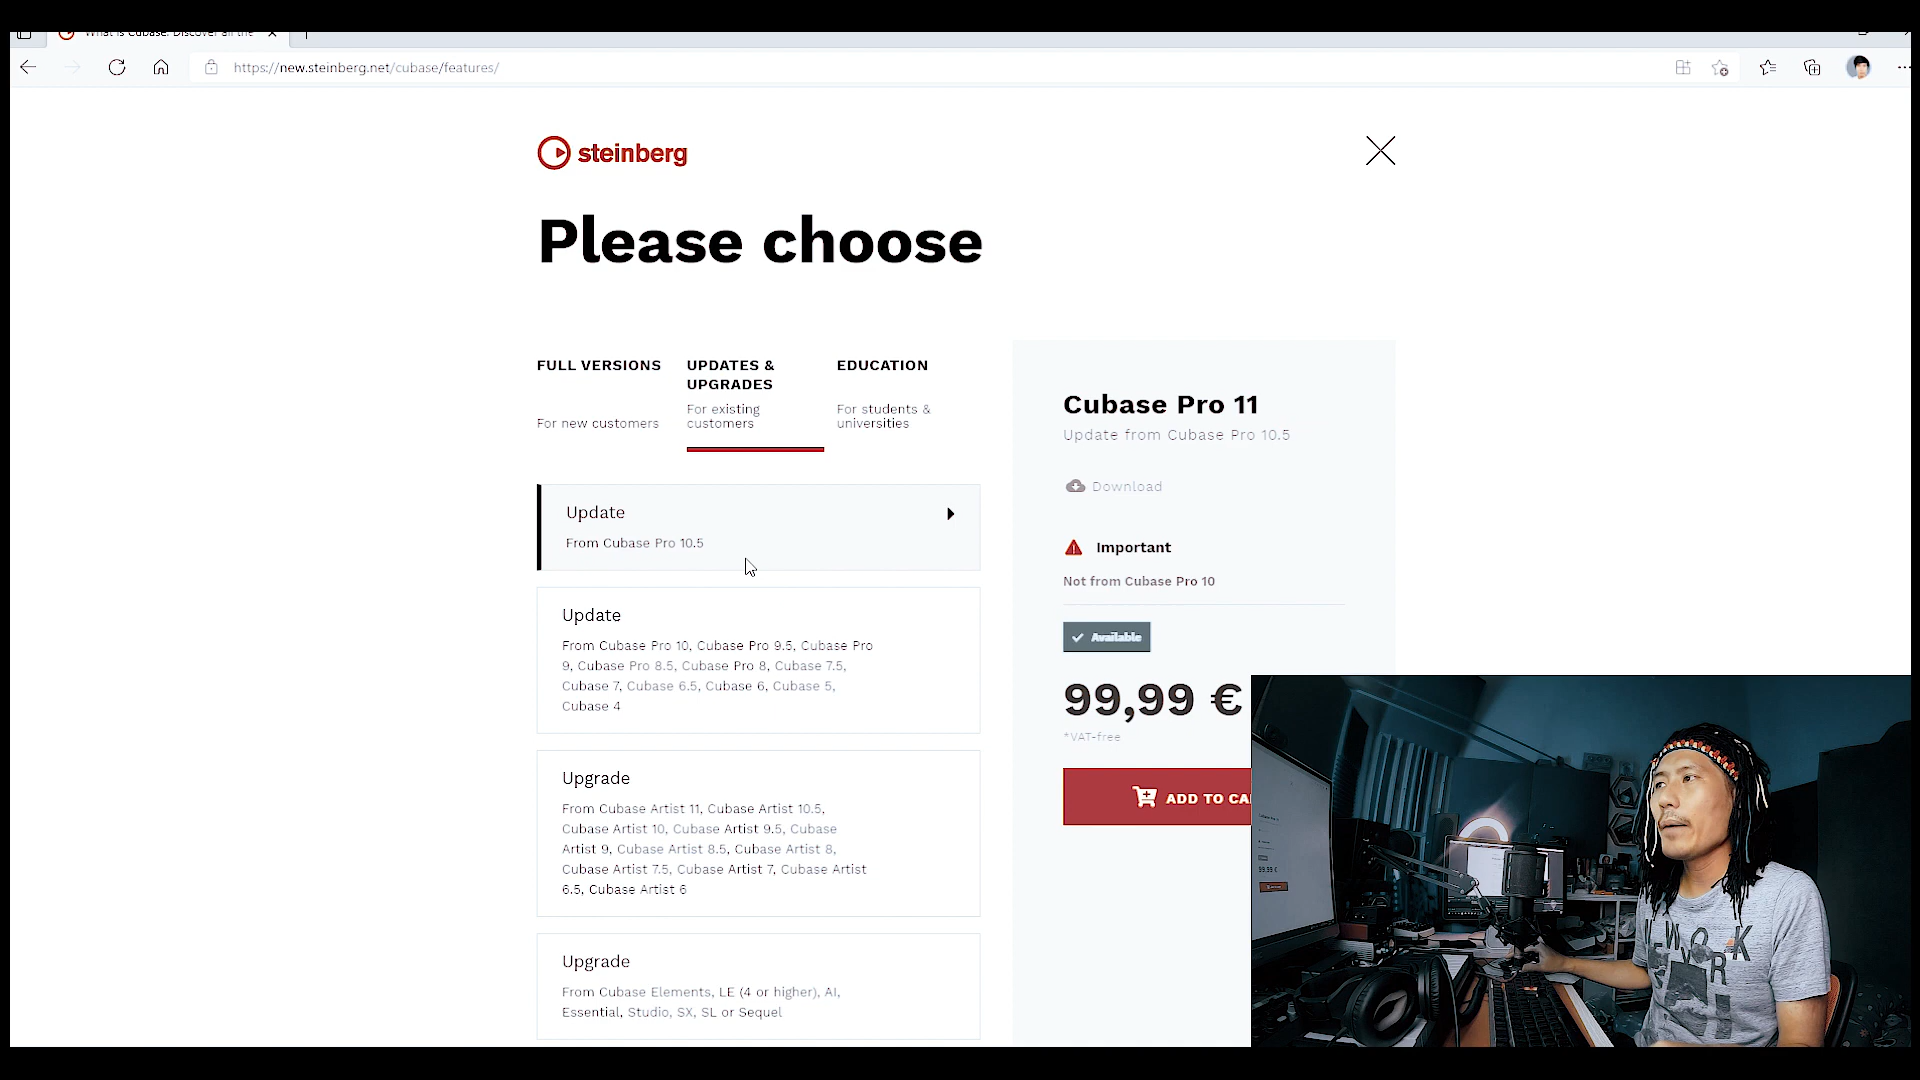 What is Cubase: Discover all the
https://new.steinberg.net/cubase/features/
steinberg
Please choose
FULL VERSIONS
For new customers
UPDATES &
UPGRADES
For existing
customers
EDUCATION
For students &
universities
Update
From Cubase Pro 10.5
Update
From Cubase Pro 10, Cubase Pro 9.5, Cubase Pro
9, Cubase Pro 8.5, Cubase Pro 8, Cubase 7.5,
Cubase 7, Cubase 6.5, Cubase 6, Cubase 5,
Cubase 4
Upgrade
From Cubase Artist 11, Cubase Artist 10.5,
Cubase Artist 10, Cubase Artist 9.5, Cubase
Artist 9, Cubase Artist 8.5, Cubase Artist 8,
Cubase Artist 7.5, Cubase Artist 7, Cubase Artist
6.5, Cubase Artist 6
Upgrade
From Cubase Elements, LE (4 or higher), AI,
Essential, Studio, SX, SL or Sequel
Cubase Pro 11
Update from Cubase Pro 10.5
Download
Important
Not from Cubase Pro 10
Available
99,99 €
*VAT-free
ADD TO CA